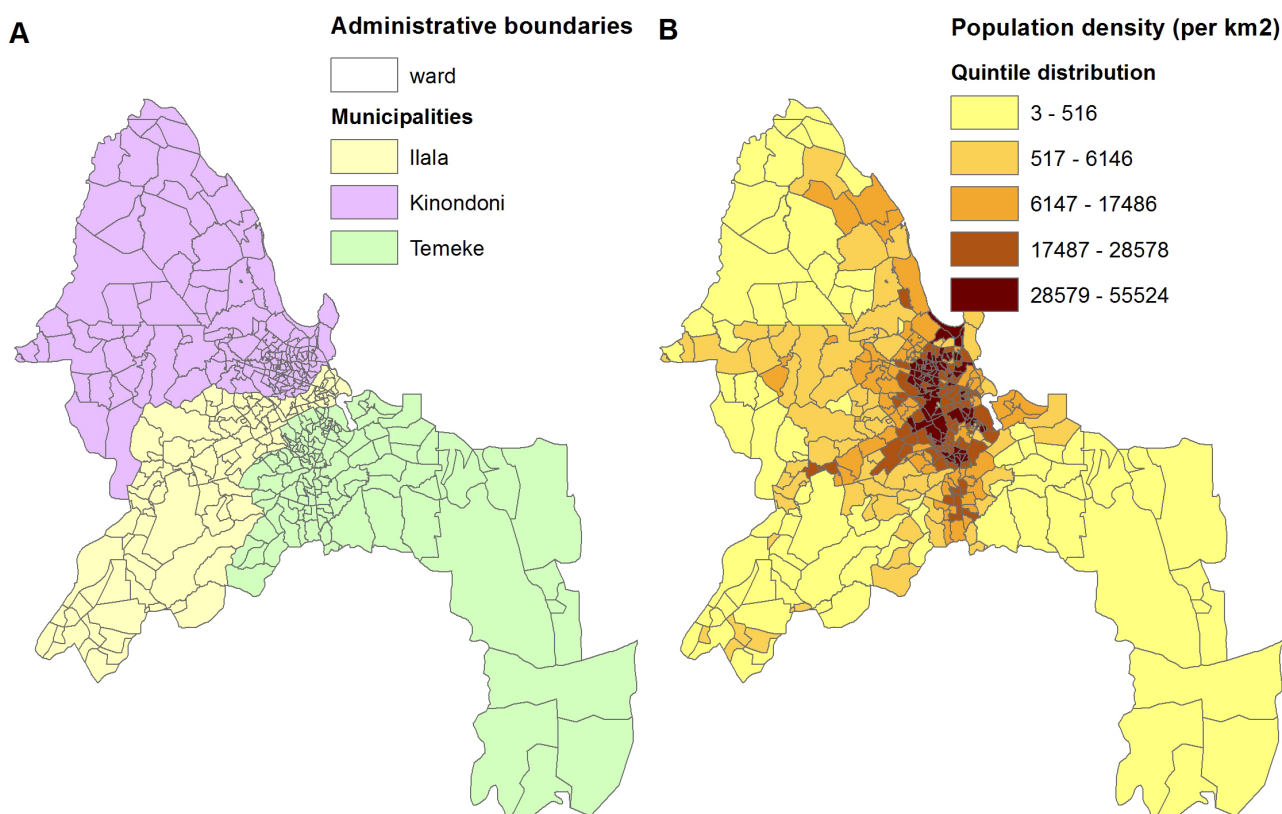 A
Administrative boundaries
ward
Municipalities
Ilala
Kinondoni
Temeke
B
Population density (per km2)
Quintile distribution
3 - 516
517 - 6146
6147 - 17486
17487 - 28578
28579 - 55524